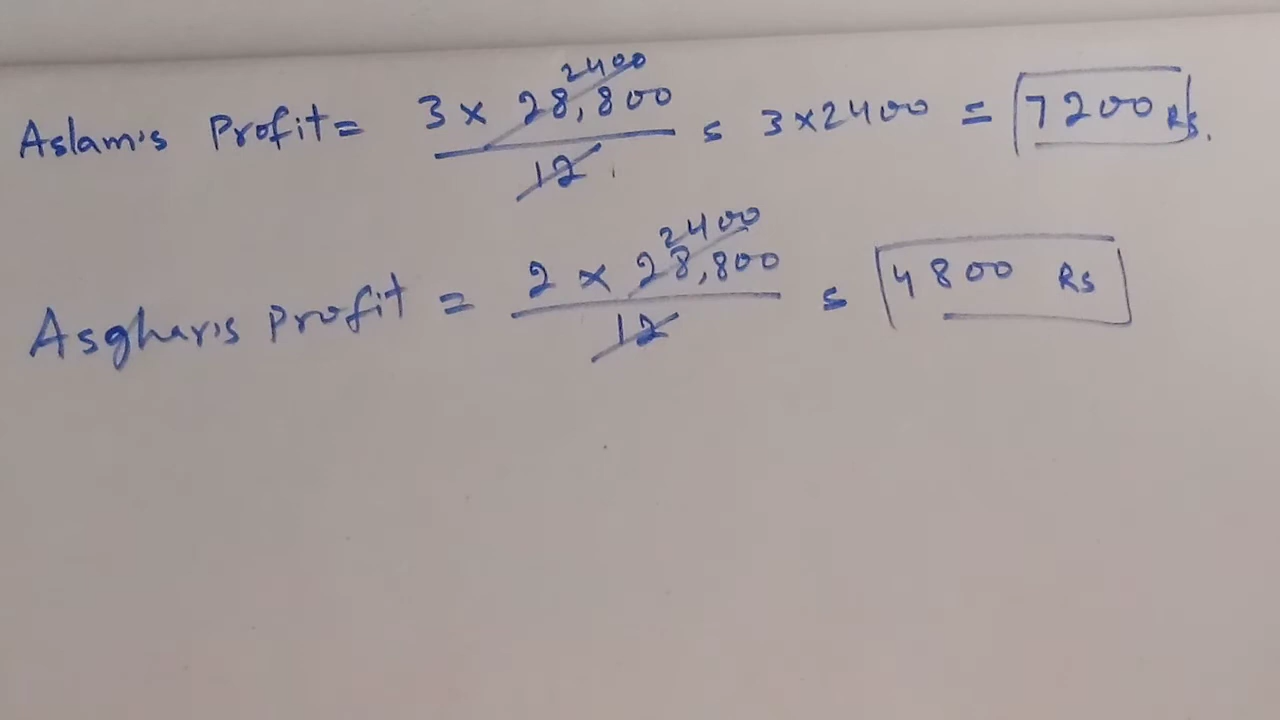 2400
Aslam's Profit = 3 x 28,800 = 3 x 2400 = 7200 Rs.
12
2400
Asghar's Profit = 2 x 28,800 = 4800 Rs
12